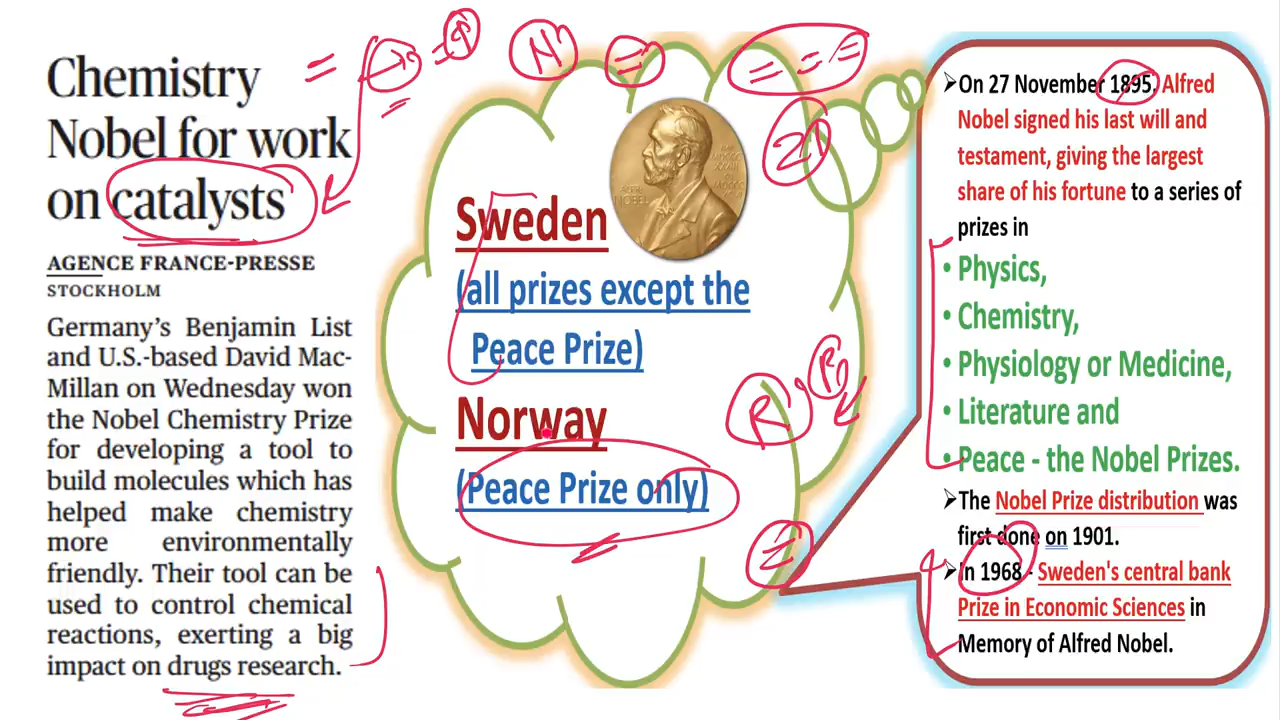 Chemistry
Nobel for work
on catalysts
AGENCE FRANCE-PRESSE
STOCKHOLM
Germany's Benjamin List
and U.S.-based David Mac-
Millan on Wednesday won
the Nobel Chemistry Prize
for developing a tool to
build molecules which has
helped make chemistry
more environmentally
friendly. Their tool can be
used to control chemical
reactions, exerting a big
impact on drugs research.
Sweden
(all prizes except the
Peace Prize)
Norway
(Peace Prize only)
➢On 27 November 1895, Alfred
Nobel signed his last will and
testament, giving the largest
share of his fortune to a series of
prizes in
• Physics,
• Chemistry,
• Physiology or Medicine,
• Literature and
• Peace - the Nobel Prizes.
➢The Nobel Prize distribution was
first done on 1901.
➢In 1968 - Sweden's central bank
Prize in Economic Sciences in
Memory of Alfred Nobel.